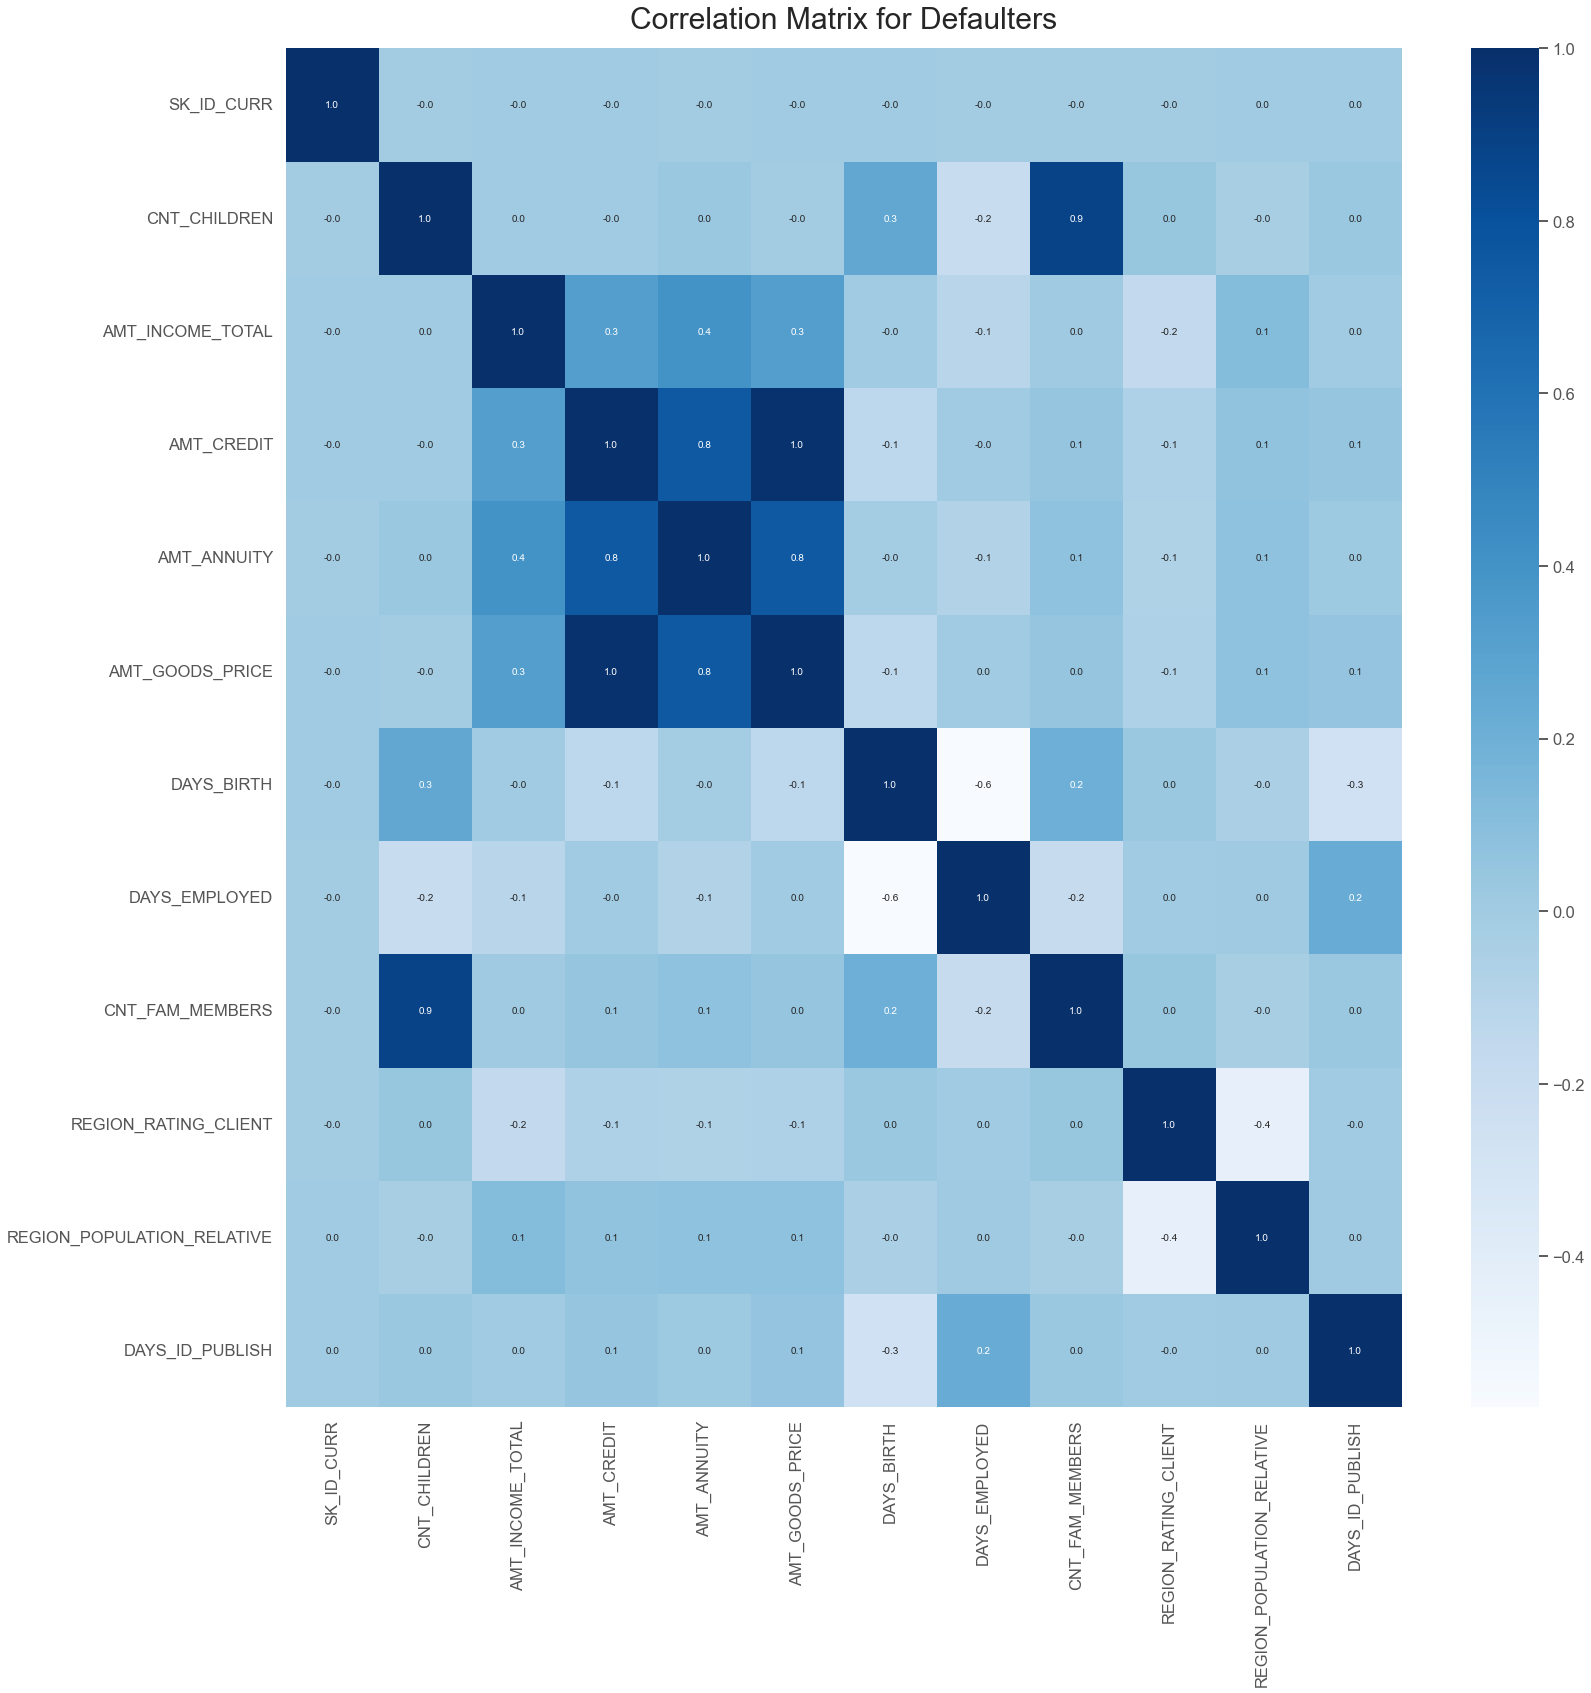 Correlation Matrix for Defaulters
SK_ID_CURR 1.0 -0.0 -0.0 -0.0 -0.0 -0.0 -0.0 -0.0 -0.0 -0.0 0.0 0.0
CNT_CHILDREN -0.0 1.0 0.0 -0.0 0.0 -0.0 0.3 -0.2 0.9 0.0 -0.0 0.0
AMT_INCOME_TOTAL -0.0 0.0 1.0 0.3 0.4 0.3 -0.0 -0.1 0.0 -0.2 0.1 0.0
AMT_CREDIT -0.0 -0.0 0.3 1.0 0.8 1.0 -0.1 -0.0 0.1 -0.1 0.1 0.1
AMT_ANNUITY -0.0 0.0 0.4 0.8 1.0 0.8 -0.0 -0.1 0.1 -0.1 0.1 0.0
AMT_GOODS_PRICE -0.0 -0.0 0.3 1.0 0.8 1.0 -0.1 0.0 0.0 -0.1 0.1 0.1
DAYS_BIRTH -0.0 0.3 -0.0 -0.1 -0.0 -0.1 1.0 -0.6 0.2 0.0 -0.0 -0.3
DAYS_EMPLOYED -0.0 -0.2 -0.1 -0.0 -0.1 0.0 -0.6 1.0 -0.2 0.0 0.0 0.2
CNT_FAM_MEMBERS -0.0 0.9 0.0 0.1 0.1 0.0 0.2 -0.2 1.0 0.0 -0.0 0.0
REGION_RATING_CLIENT -0.0 0.0 -0.2 -0.1 -0.1 -0.1 0.0 0.0 0.0 1.0 -0.4 -0.0
REGION_POPULATION_RELATIVE 0.0 -0.0 0.1 0.1 0.1 0.1 -0.0 0.0 -0.0 -0.4 1.0 0.0
DAYS_ID_PUBLISH 0.0 0.0 0.0 0.1 0.0 0.1 -0.3 0.2 0.0 -0.0 0.0 1.0
SK_ID_CURR
CNT_CHILDREN
AMT_INCOME_TOTAL
AMT_CREDIT
AMT_ANNUITY
AMT_GOODS_PRICE
DAYS_BIRTH
DAYS_EMPLOYED
CNT_FAM_MEMBERS
REGION_RATING_CLIENT
REGION_POPULATION_RELATIVE
DAYS_ID_PUBLISH
1.0
0.8
0.6
0.4
0.2
0.0
−0.2
−0.4